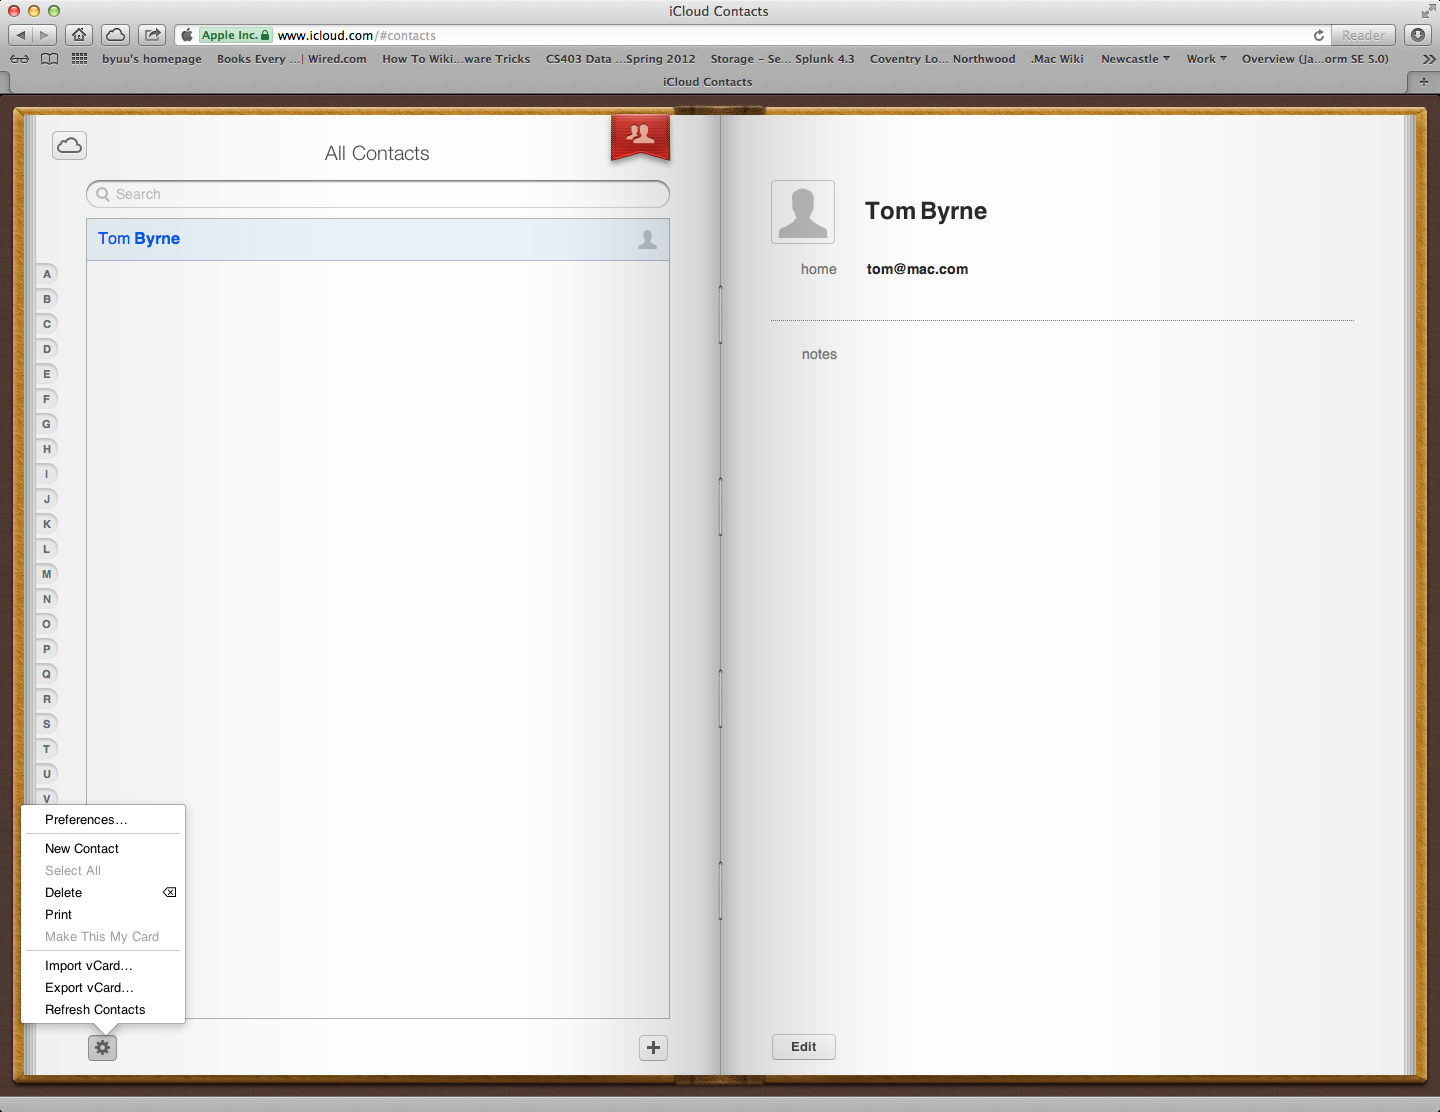 iCloud Contacts
Apple Inc. www.icloud.com/#contacts Reader
byuu's homepage Books Every ...| Wired.com How To Wiki...ware Tricks CS403 Data ...Spring 2012 Storage – Se... Splunk 4.3 Coventry Lo... Northwood .Mac Wiki Newcastle Work Overview (Ja...orm SE 5.0)
iCloud Contacts
All Contacts
Search
Tom Byrne
A
B
C
D
E
F
G
H
I
J
K
L
M
N
O
P
Q
R
S
T
U
V
Preferences...
New Contact
Select All
Delete
Print
Make This My Card
Import vCard...
Export vCard...
Refresh Contacts
Tom Byrne
home tom@mac.com
notes
Edit